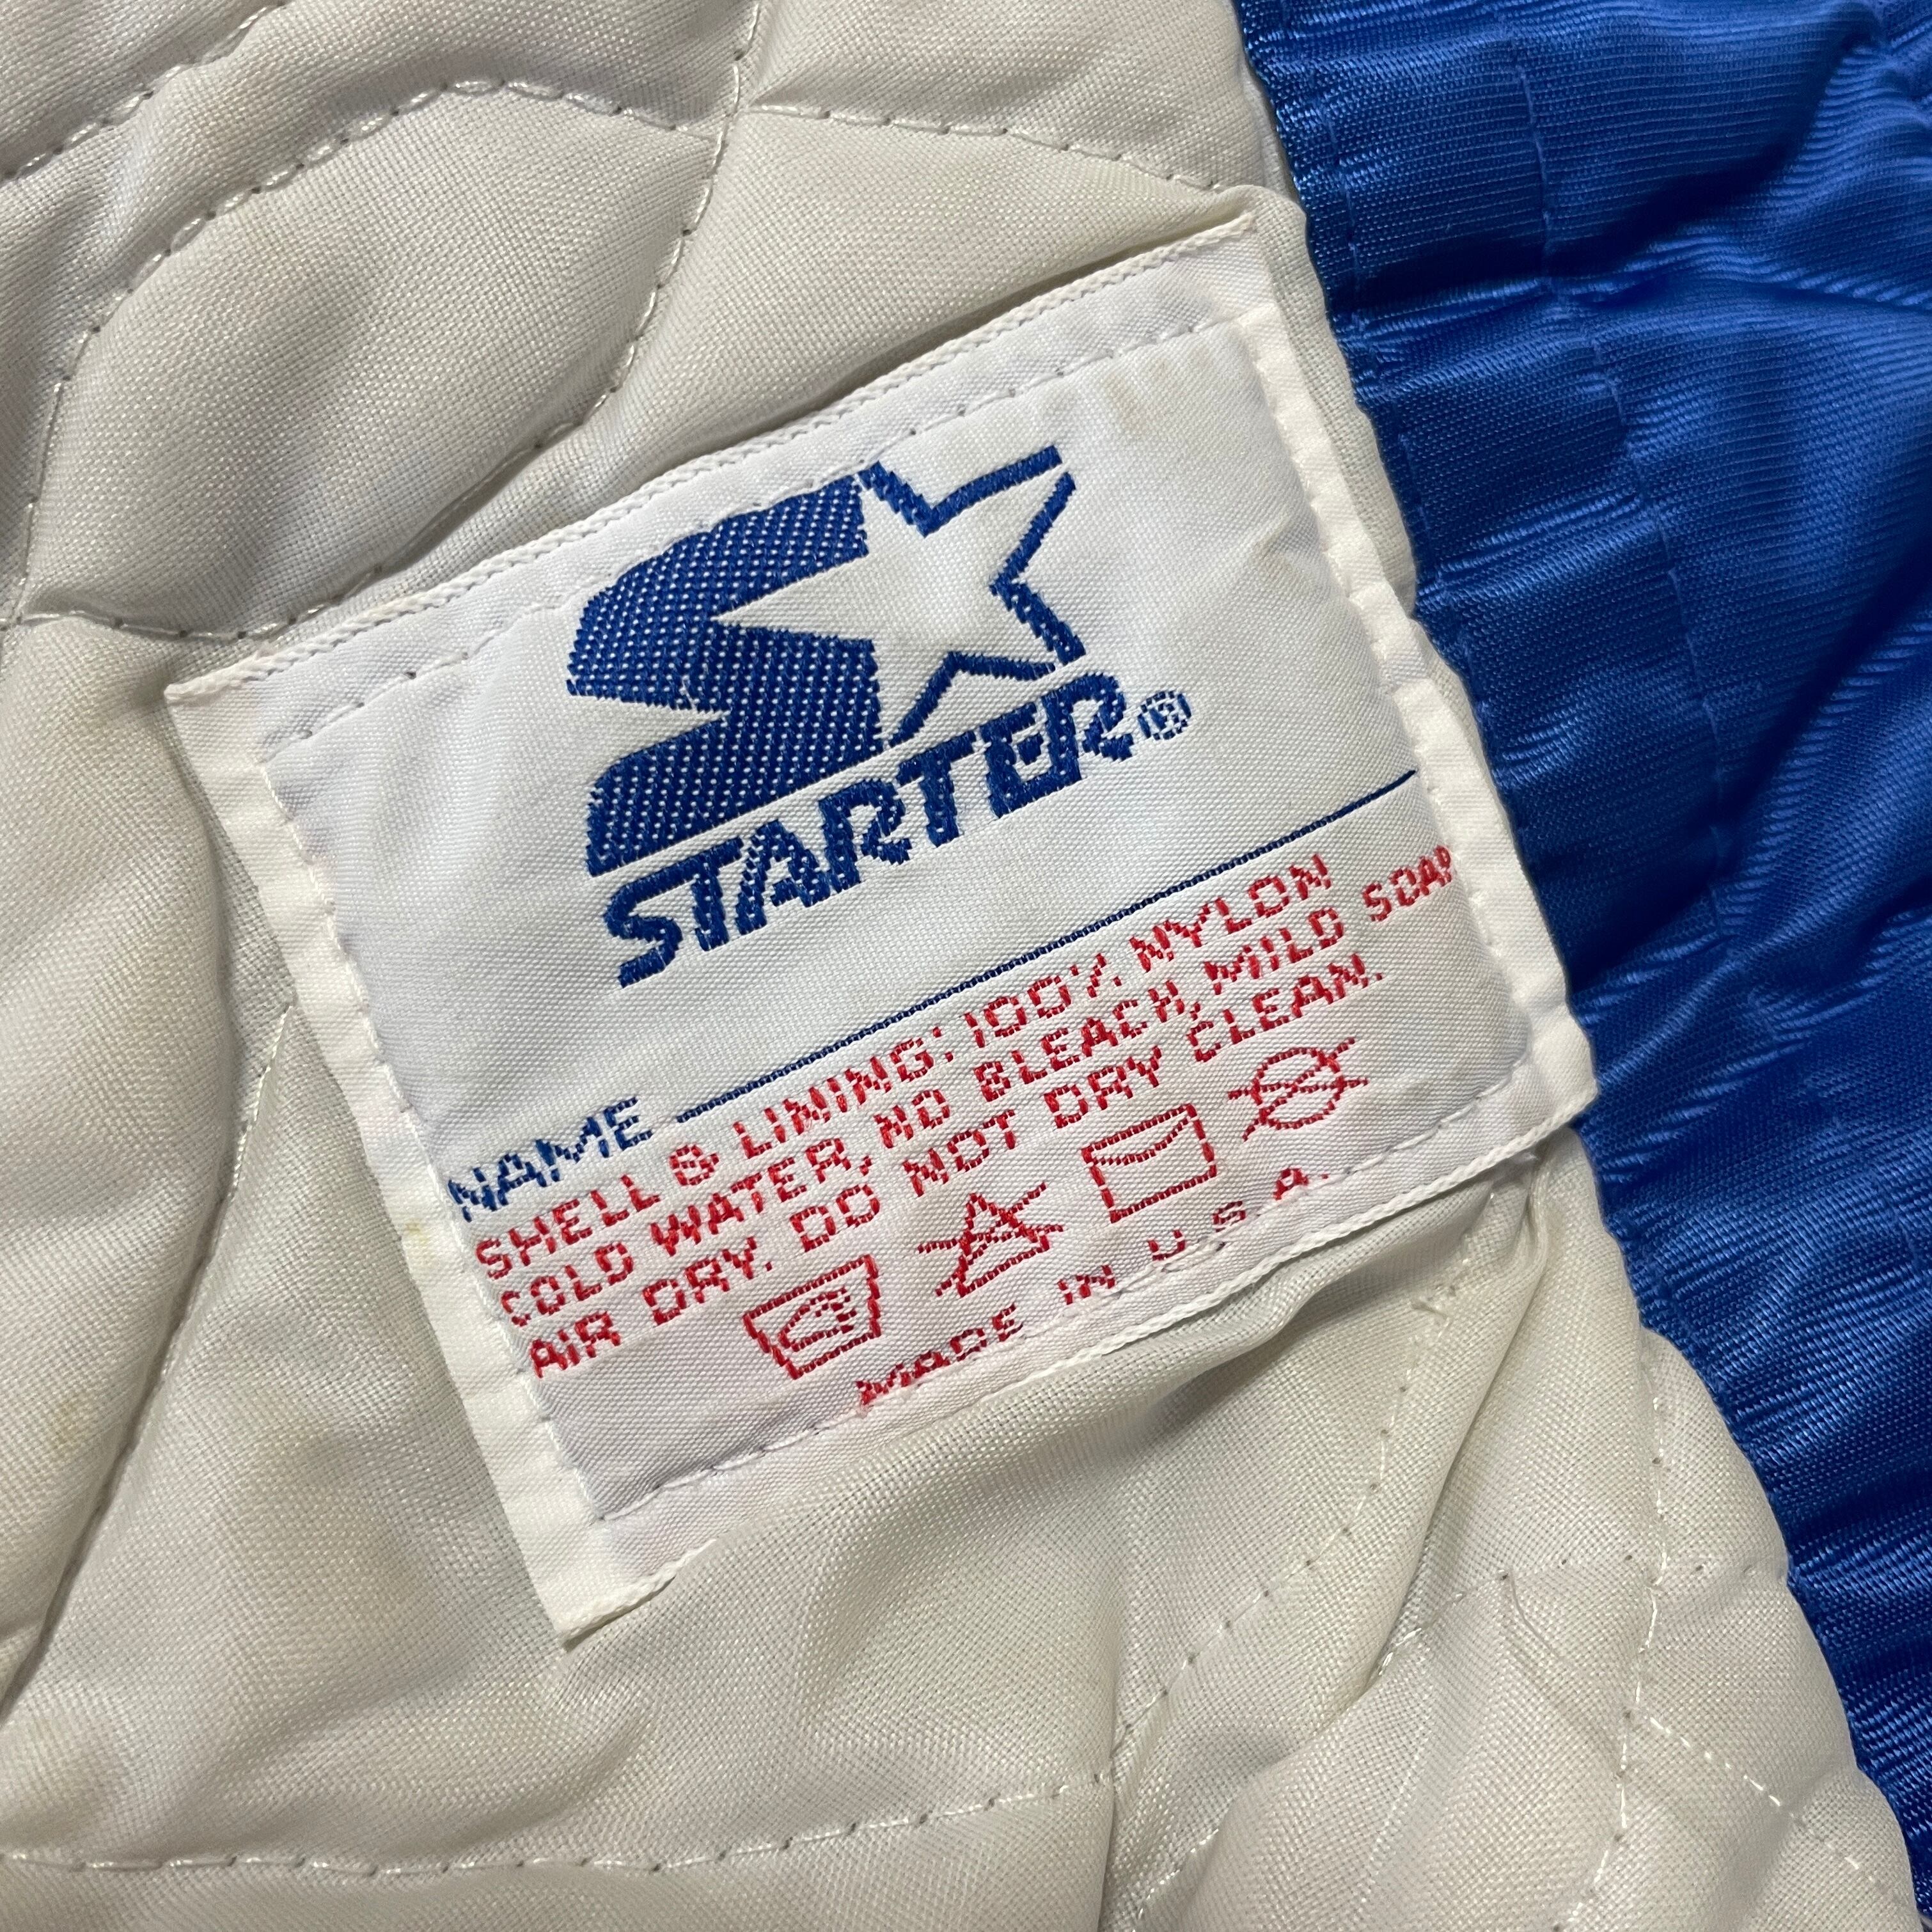 STARTER®
NAME
SHELL & LINING: 100% NYLON
COLD WATER, NO BLEACH, MILD SOAP
AIR DRY. DO NOT DRY CLEAN.
MADE IN U.S.A.